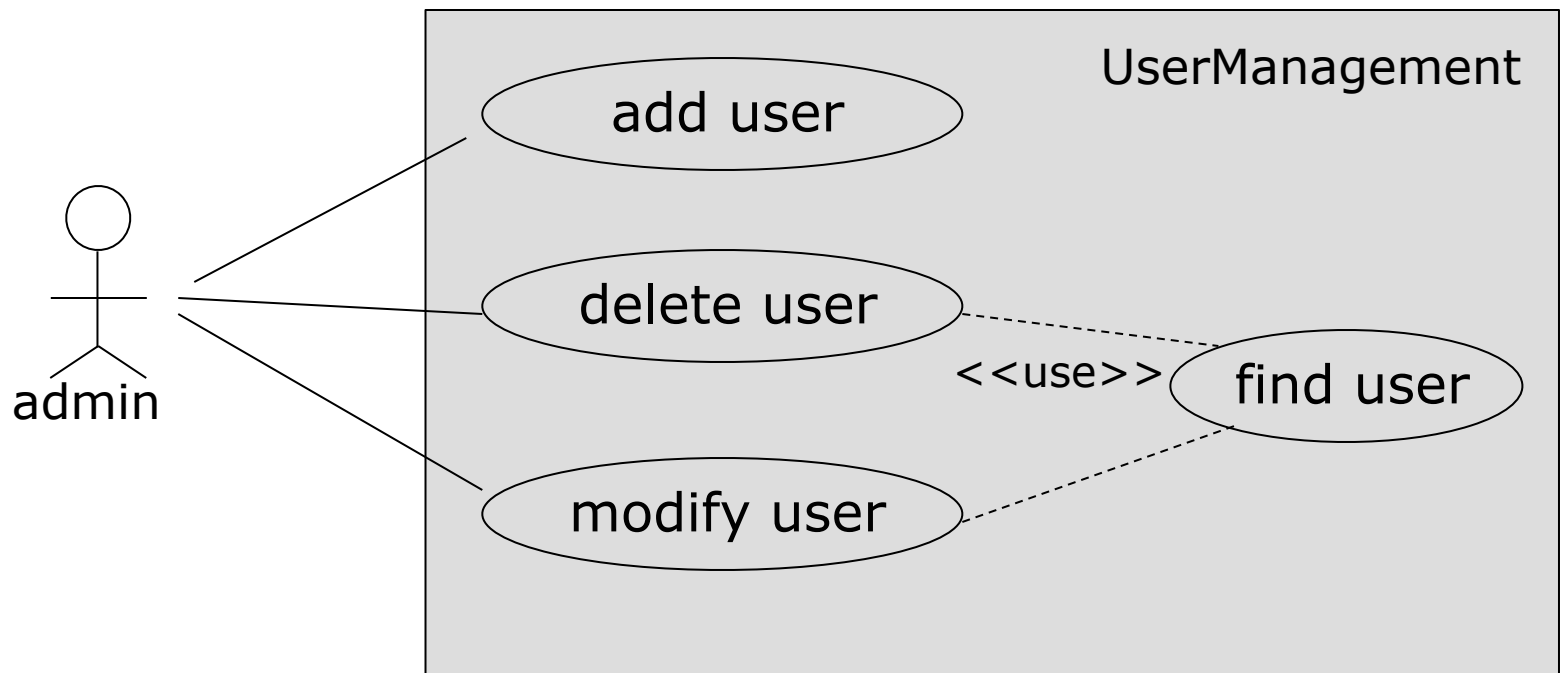 UserManagement
add user
delete user
<<use>>
find user
admin
modify user